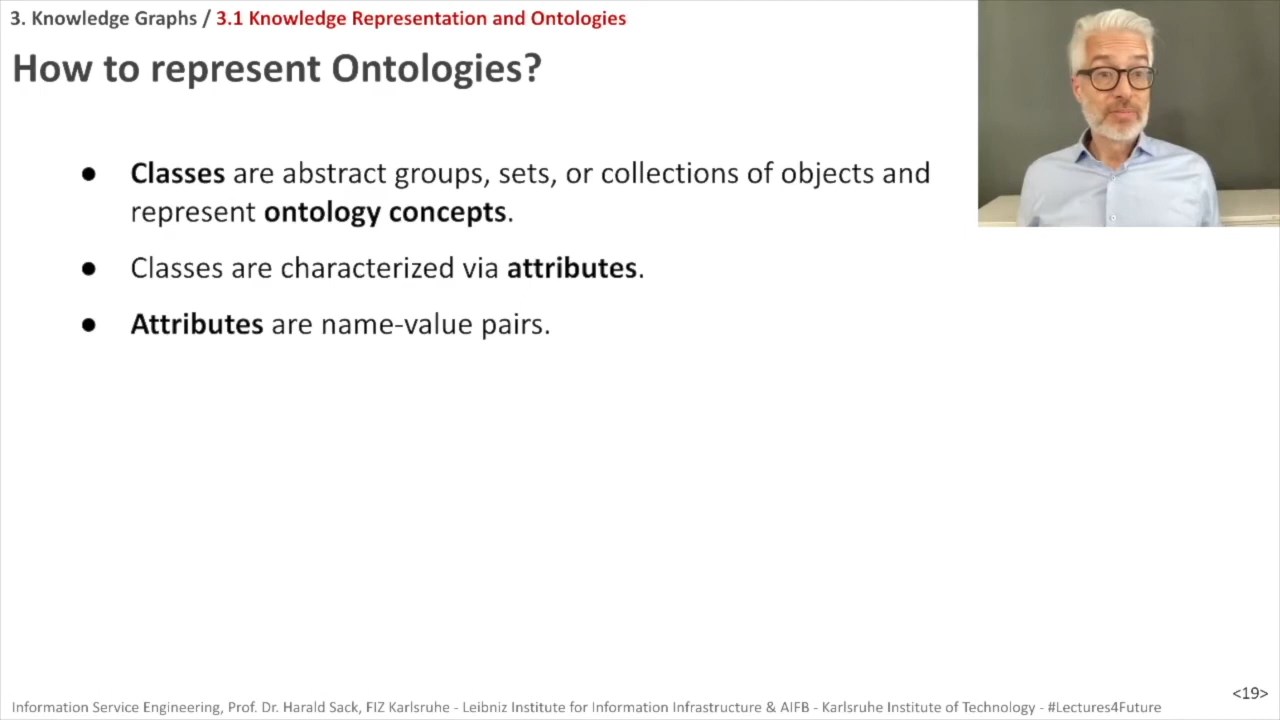 3. Knowledge Graphs / 3.1 Knowledge Representation and Ontologies
How to represent Ontologies?
● Classes are abstract groups, sets, or collections of objects and
represent ontology concepts.
● Classes are characterized via attributes.
● Attributes are name-value pairs.
<19>
Information Service Engineering, Prof. Dr. Harald Sack, FIZ Karlsruhe - Leibniz Institute for Information Infrastructure & AIFB - Karlsruhe Institute of Technology - #Lectures4Future